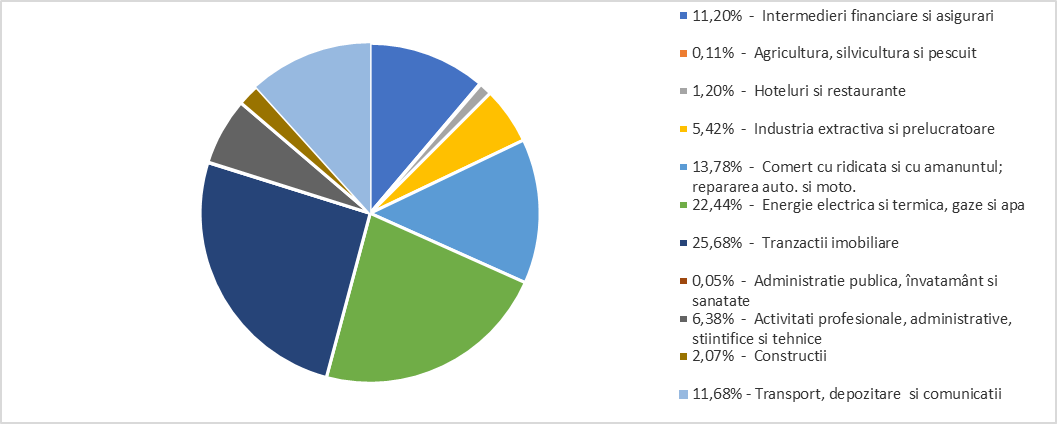 11,20% - Intermedieri financiare si asigurari
0,11% - Agricultura, silvicultura si pescuit
1,20% - Hoteluri si restaurante
5,42% - Industria extractiva si prelucratoare
13,78% - Comert cu ridicata si cu amanuntul;
repararea auto. si moto.
22,44% - Energie electrica si termica, gaze si apa
25,68% - Tranzactii imobiliare
0,05% - Administratie publica, învatamânt si
sanatate
6,38% - Activitati profesionale, administrative,
stiintifice si tehnice
2,07% - Constructii
11,68% - Transport, depozitare si comunicatii